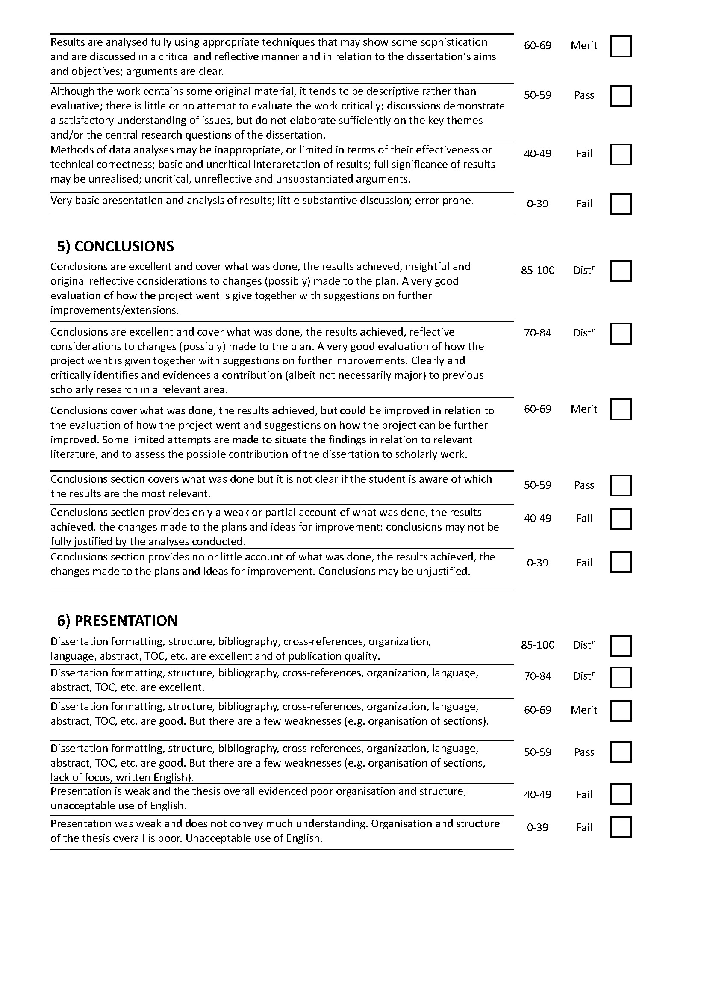 Results are analysed fully using appropriate techniques that may show some sophistication 60-69 Merit
and are discussed in a critical and reflective manner and in relation to the dissertation’s aims
and objectives; arguments are clear.
Although the work contains some original material, it tends to be descriptive rather than 50-59 Pass
evaluative; there is little or no attempt to evaluate the work critically; discussions demonstrate
a satisfactory understanding of issues, but do not elaborate sufficiently on the key themes
and/or the central research questions of the dissertation.
Methods of data analyses may be inappropriate, or limited in terms of their effectiveness or 40-49 Fail
technical correctness; basic and uncritical interpretation of results; full significance of results
may be unrealised; uncritical, unreflective and unsubstantiated arguments.
Very basic presentation and analysis of results; little substantive discussion; error prone. 0-39 Fail
5) CONCLUSIONS
Conclusions are excellent and cover what was done, the results achieved, insightful and 85-100 Distⁿ
original reflective considerations to changes (possibly) made to the plan. A very good
evaluation of how the project went is give together with suggestions on further
improvements/extensions.
Conclusions are excellent and cover what was done, the results achieved, reflective 70-84 Distⁿ
considerations to changes (possibly) made to the plan. A very good evaluation of how the
project went is given together with suggestions on further improvements. Clearly and
critically identifies and evidences a contribution (albeit not necessarily major) to previous
scholarly research in a relevant area.
Conclusions cover what was done, the results achieved, but could be improved in relation to 60-69 Merit
the evaluation of how the project went and suggestions on how the project can be further
improved. Some limited attempts are made to situate the findings in relation to relevant
literature, and to assess the possible contribution of the dissertation to scholarly work.
Conclusions section covers what was done but it is not clear if the student is aware of which 50-59 Pass
the results are the most relevant.
Conclusions section provides only a weak or partial account of what was done, the results 40-49 Fail
achieved, the changes made to the plans and ideas for improvement; conclusions may not be
fully justified by the analyses conducted.
Conclusions section provides no or little account of what was done, the results achieved, the 0-39 Fail
changes made to the plans and ideas for improvement. Conclusions may be unjustified.
6) PRESENTATION
Dissertation formatting, structure, bibliography, cross-references, organization, 85-100 Distⁿ
language, abstract, TOC, etc. are excellent and of publication quality.
Dissertation formatting, structure, bibliography, cross-references, organization, language, 70-84 Distⁿ
abstract, TOC, etc. are excellent.
Dissertation formatting, structure, bibliography, cross-references, organization, language, 60-69 Merit
abstract, TOC, etc. are good. But there are a few weaknesses (e.g. organisation of sections).
Dissertation formatting, structure, bibliography, cross-references, organization, language, 50-59 Pass
abstract, TOC, etc. are good. But there are a few weaknesses (e.g. organisation of sections,
lack of focus, written English).
Presentation is weak and the thesis overall evidenced poor organisation and structure; 40-49 Fail
unacceptable use of English.
Presentation was weak and does not convey much understanding. Organisation and structure 0-39 Fail
of the thesis overall is poor. Unacceptable use of English.